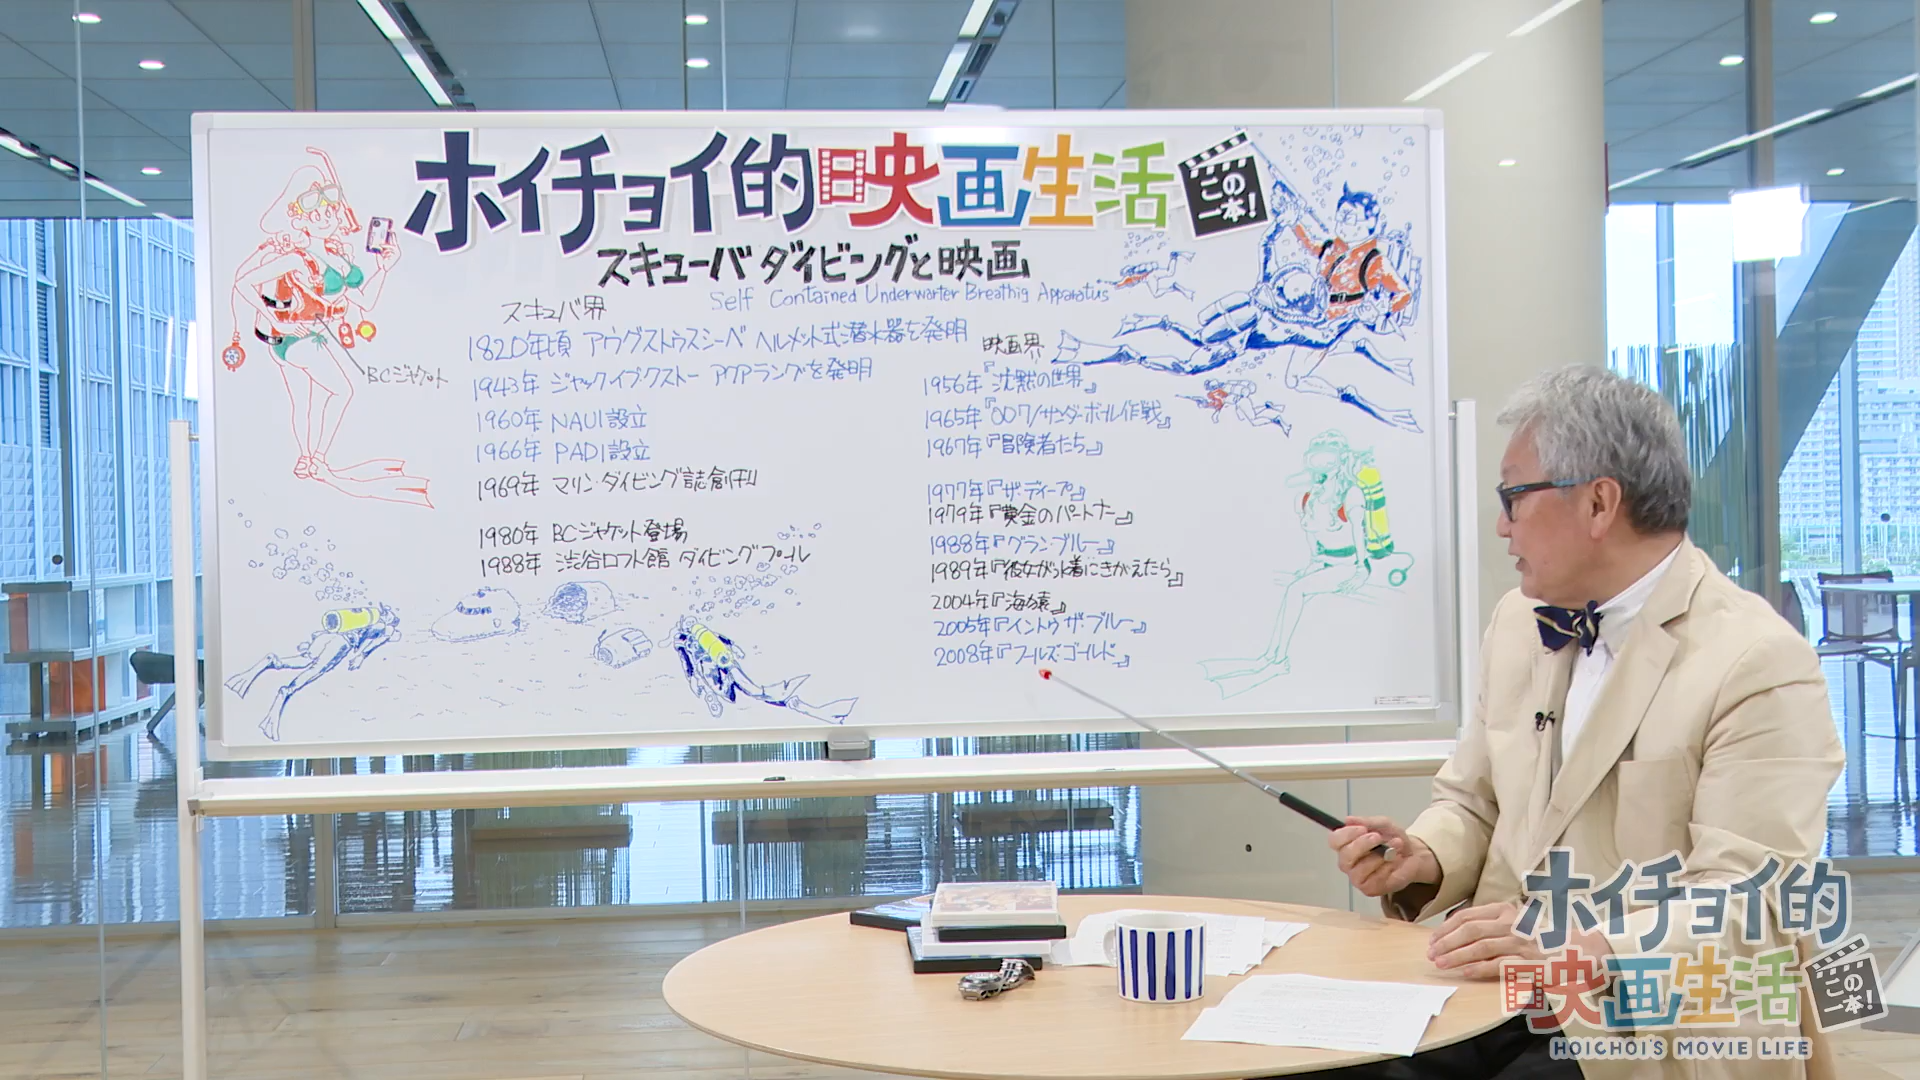 ホイチョイ的映画生活
この一本!
スキューバダイビングと映画
Self Contained Underwarter Breathig Apparatus
スキュバ界
1820年頃 アウグストゥスシーベ ヘルメット式潜水器を発明
1943年 ジャックイブクストー アクアラングを発明
1960年 NAUI設立
1966年 PADI設立
1969年 マリン・ダイビング誌創刊
1980年 BCジャケット登場
1988年 渋谷ロフト館 ダイビングプール
BCジャケット
映画界
1956年『沈黙の世界』
1965年『007/サンダーボール作戦』
1967年『冒険者たち』
1977年『ザ・ディープ』
1979年『黄金のパートナー』
1988年『グラン・ブルー』
1989年『彼女が水着にきがえたら』
2004年『海猿』
2005年『イントゥ ザ・ブルー』
2008年『フールズ・ゴールド』
ホイチョイ的
映画生活
この一本!
HOICHOI'S MOVIE LIFE